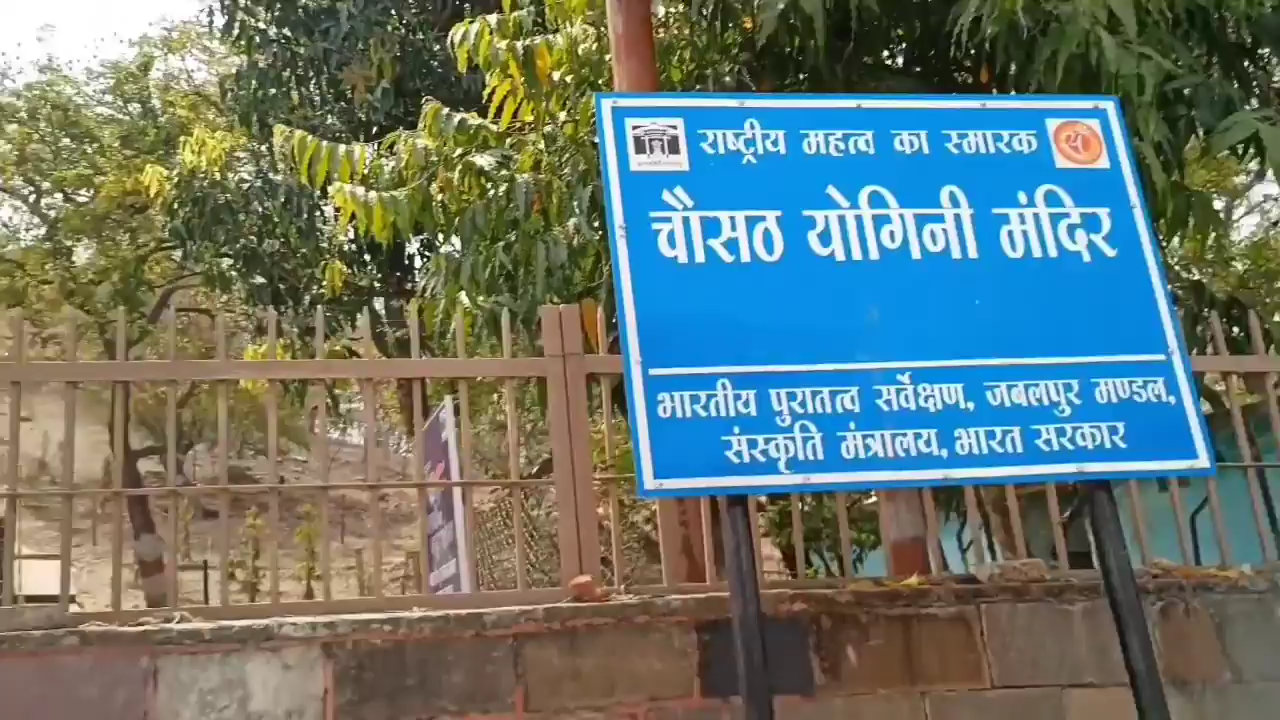 राष्ट्रीय महत्व का स्मारक
चौसठ योगिनी मंदिर
भारतीय पुरातत्व सर्वेक्षण, जबलपुर मण्डल,
संस्कृति मंत्रालय, भारत सरकार